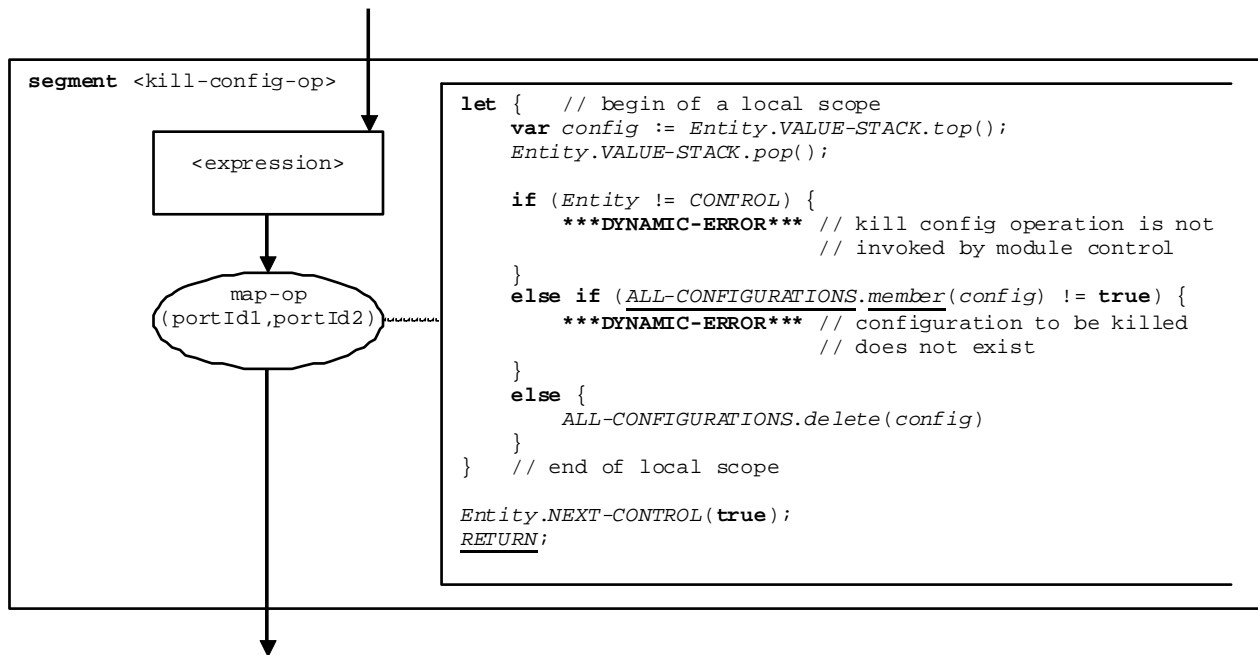 segment <kill-config-op>
<expression>
map-op
(portId1,portId2)
let {   // begin of a local scope
    var config := Entity.VALUE-STACK.top();
    Entity.VALUE-STACK.pop();
    if (Entity != CONTROL) {
        ***DYNAMIC-ERROR*** // kill config operation is not
                            // invoked by module control
    }
    else if (ALL-CONFIGURATIONS.member(config) != true) {
        ***DYNAMIC-ERROR*** // configuration to be killed
                            // does not exist
    }
    else {
        ALL-CONFIGURATIONS.delete(config)
    }
}   // end of local scope
Entity.NEXT-CONTROL(true);
RETURN;